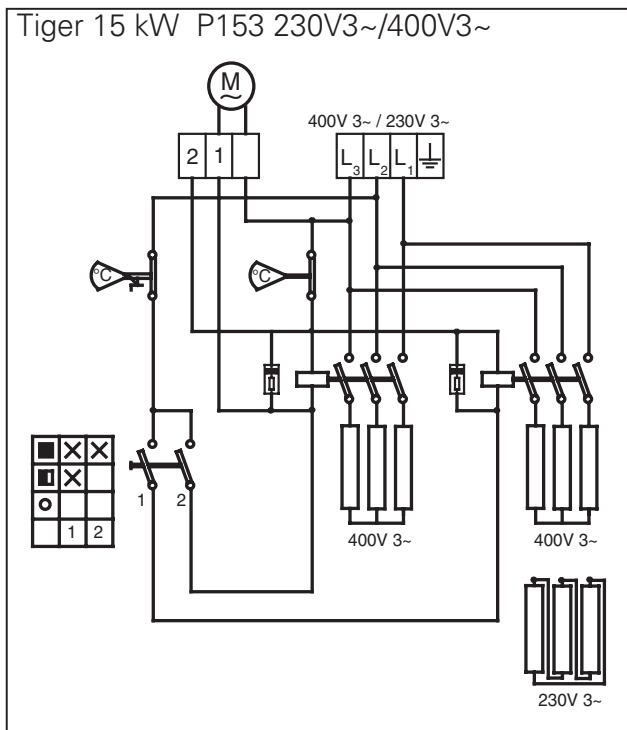 Tiger 15 kW P153 230V3~/400V3~
M
~
400V 3~ / 230V 3~
2 1
L3 L2 L1
°C
°C
1 2
1 2
400V 3~
400V 3~
230V 3~